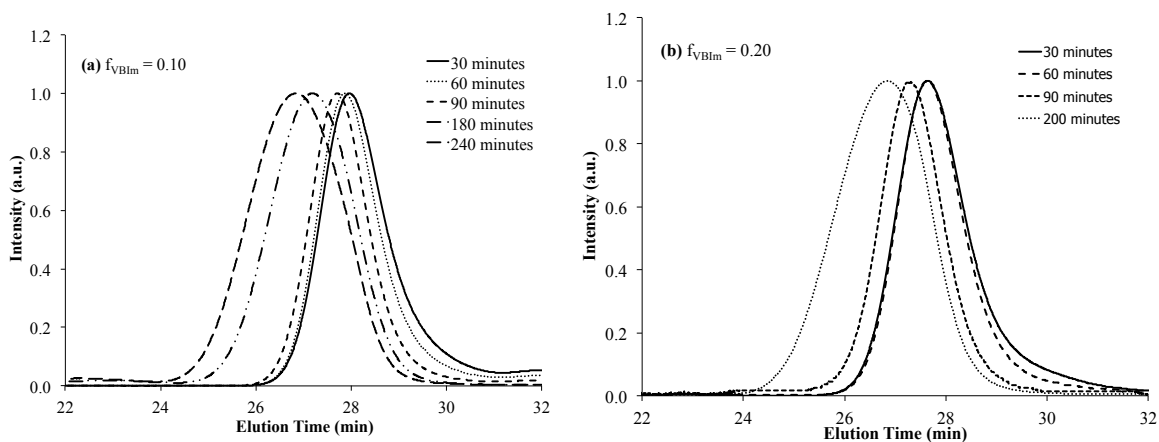 1.2
(a) fVBIm = 0.10
30 minutes
60 minutes
90 minutes
180 minutes
240 minutes
1.0
0.8
0.6
0.4
0.2
0.0
Intensity (a.u.)
22 24 26 28 30 32
Elution Time (min)
1.2
(b) fVBIm = 0.20
30 minutes
60 minutes
90 minutes
200 minutes
1.0
0.8
0.6
0.4
0.2
0.0
Intensity (a.u.)
22 24 26 28 30 32
Elution Time (min)